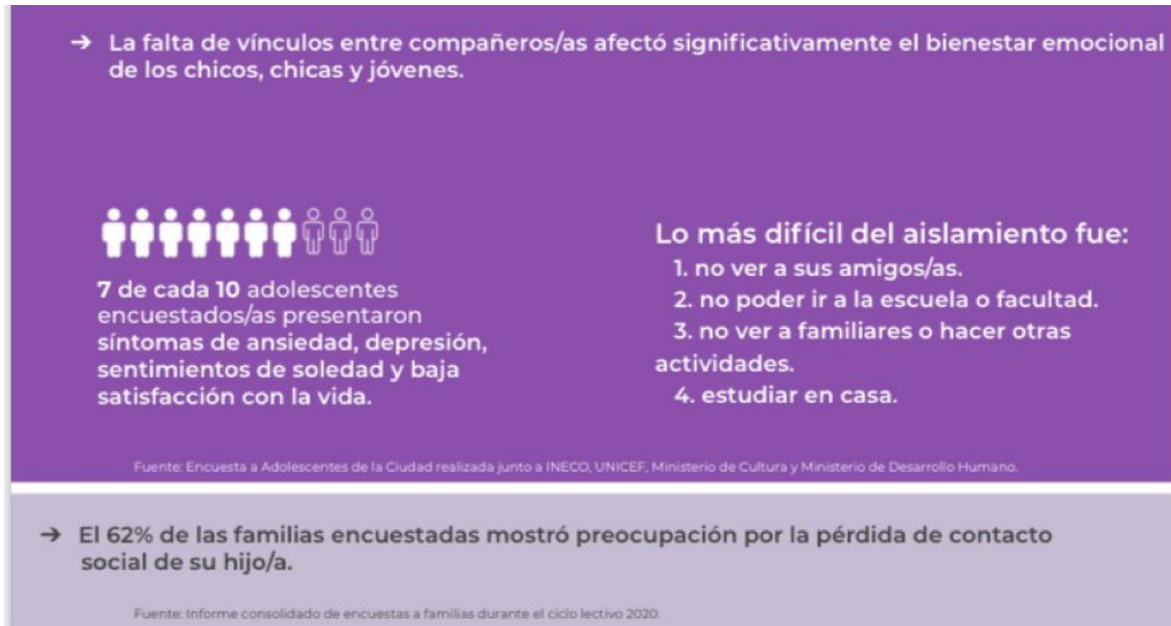 → La falta de vínculos entre compañeros/as afectó significativamente el bienestar emocional
de los chicos, chicas y jóvenes.
7 de cada 10 adolescentes
encuestados/as presentaron
síntomas de ansiedad, depresión,
sentimientos de soledad y baja
satisfacción con la vida.
Lo más difícil del aislamiento fue:
1. no ver a sus amigos/as.
2. no poder ir a la escuela o facultad.
3. no ver a familiares o hacer otras
actividades.
4. estudiar en casa.
Fuente: Encuesta a Adolescentes de la Ciudad realizada junto a INECO, UNICEF, Ministerio de Cultura y Ministerio de Desarrollo Humano.
→ El 62% de las familias encuestadas mostró preocupación por la pérdida de contacto
social de su hijo/a.
Fuente: Informe consolidado de encuestas a familias durante el ciclo lectivo 2020.